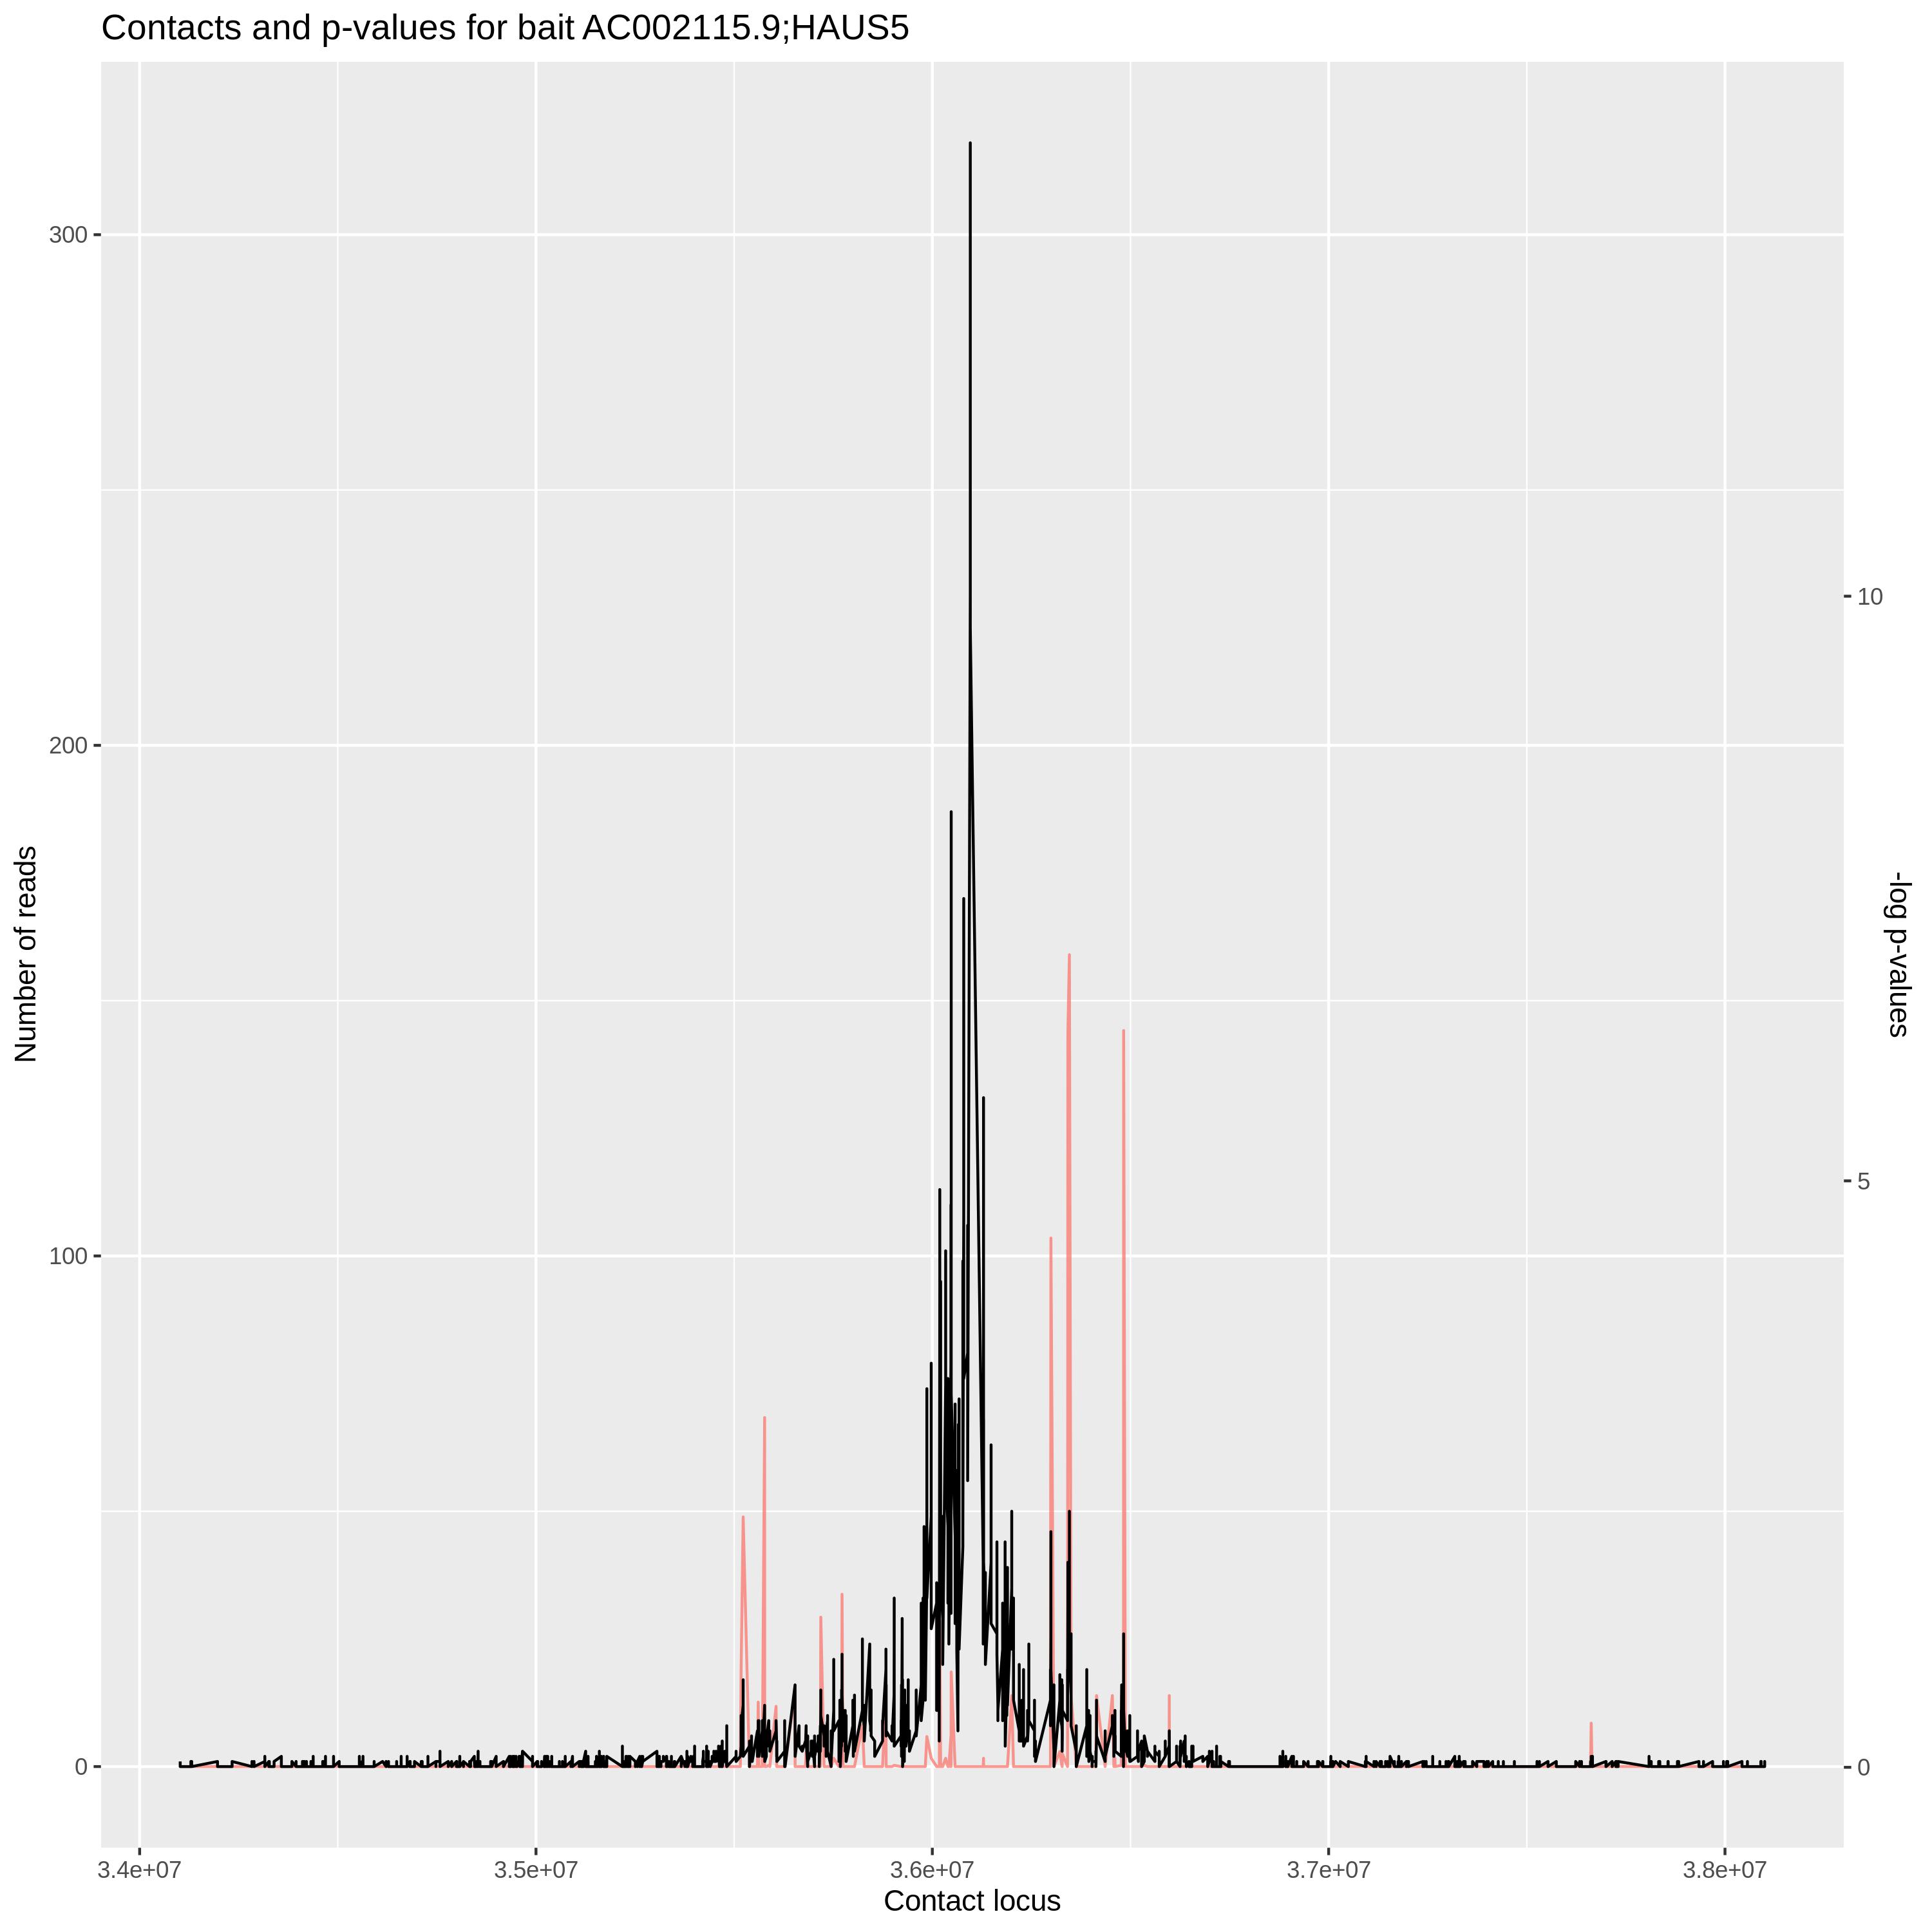 Contacts and p-values for bait AC002115.9;HAUS5
300
200
100
0
Number of reads
10
5
0
-log p-values
3.4e+07 3.5e+07 3.6e+07 3.7e+07 3.8e+07
Contact locus